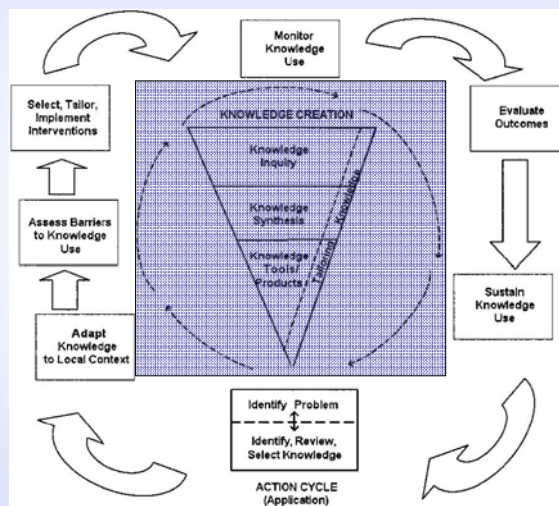 Monitor
Knowledge
Use
Select, Tailor,
Implement
Interventions
Evaluate
Outcomes
KNOWLEDGE CREATION
Knowledge
Inquiry
Knowledge
Synthesis
Knowledge
Tools/
Products
Tailoring Knowledge
Assess Barriers
to Knowledge
Use
Adapt
Knowledge
to Local Context
Sustain
Knowledge
Use
Identify Problem
Identify, Review,
Select Knowledge
ACTION CYCLE
(Application)